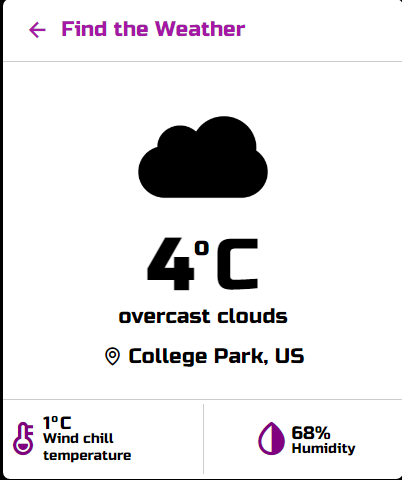 Find the Weather
4°C
overcast clouds
College Park, US
1°C
Wind chill
temperature
68%
Humidity